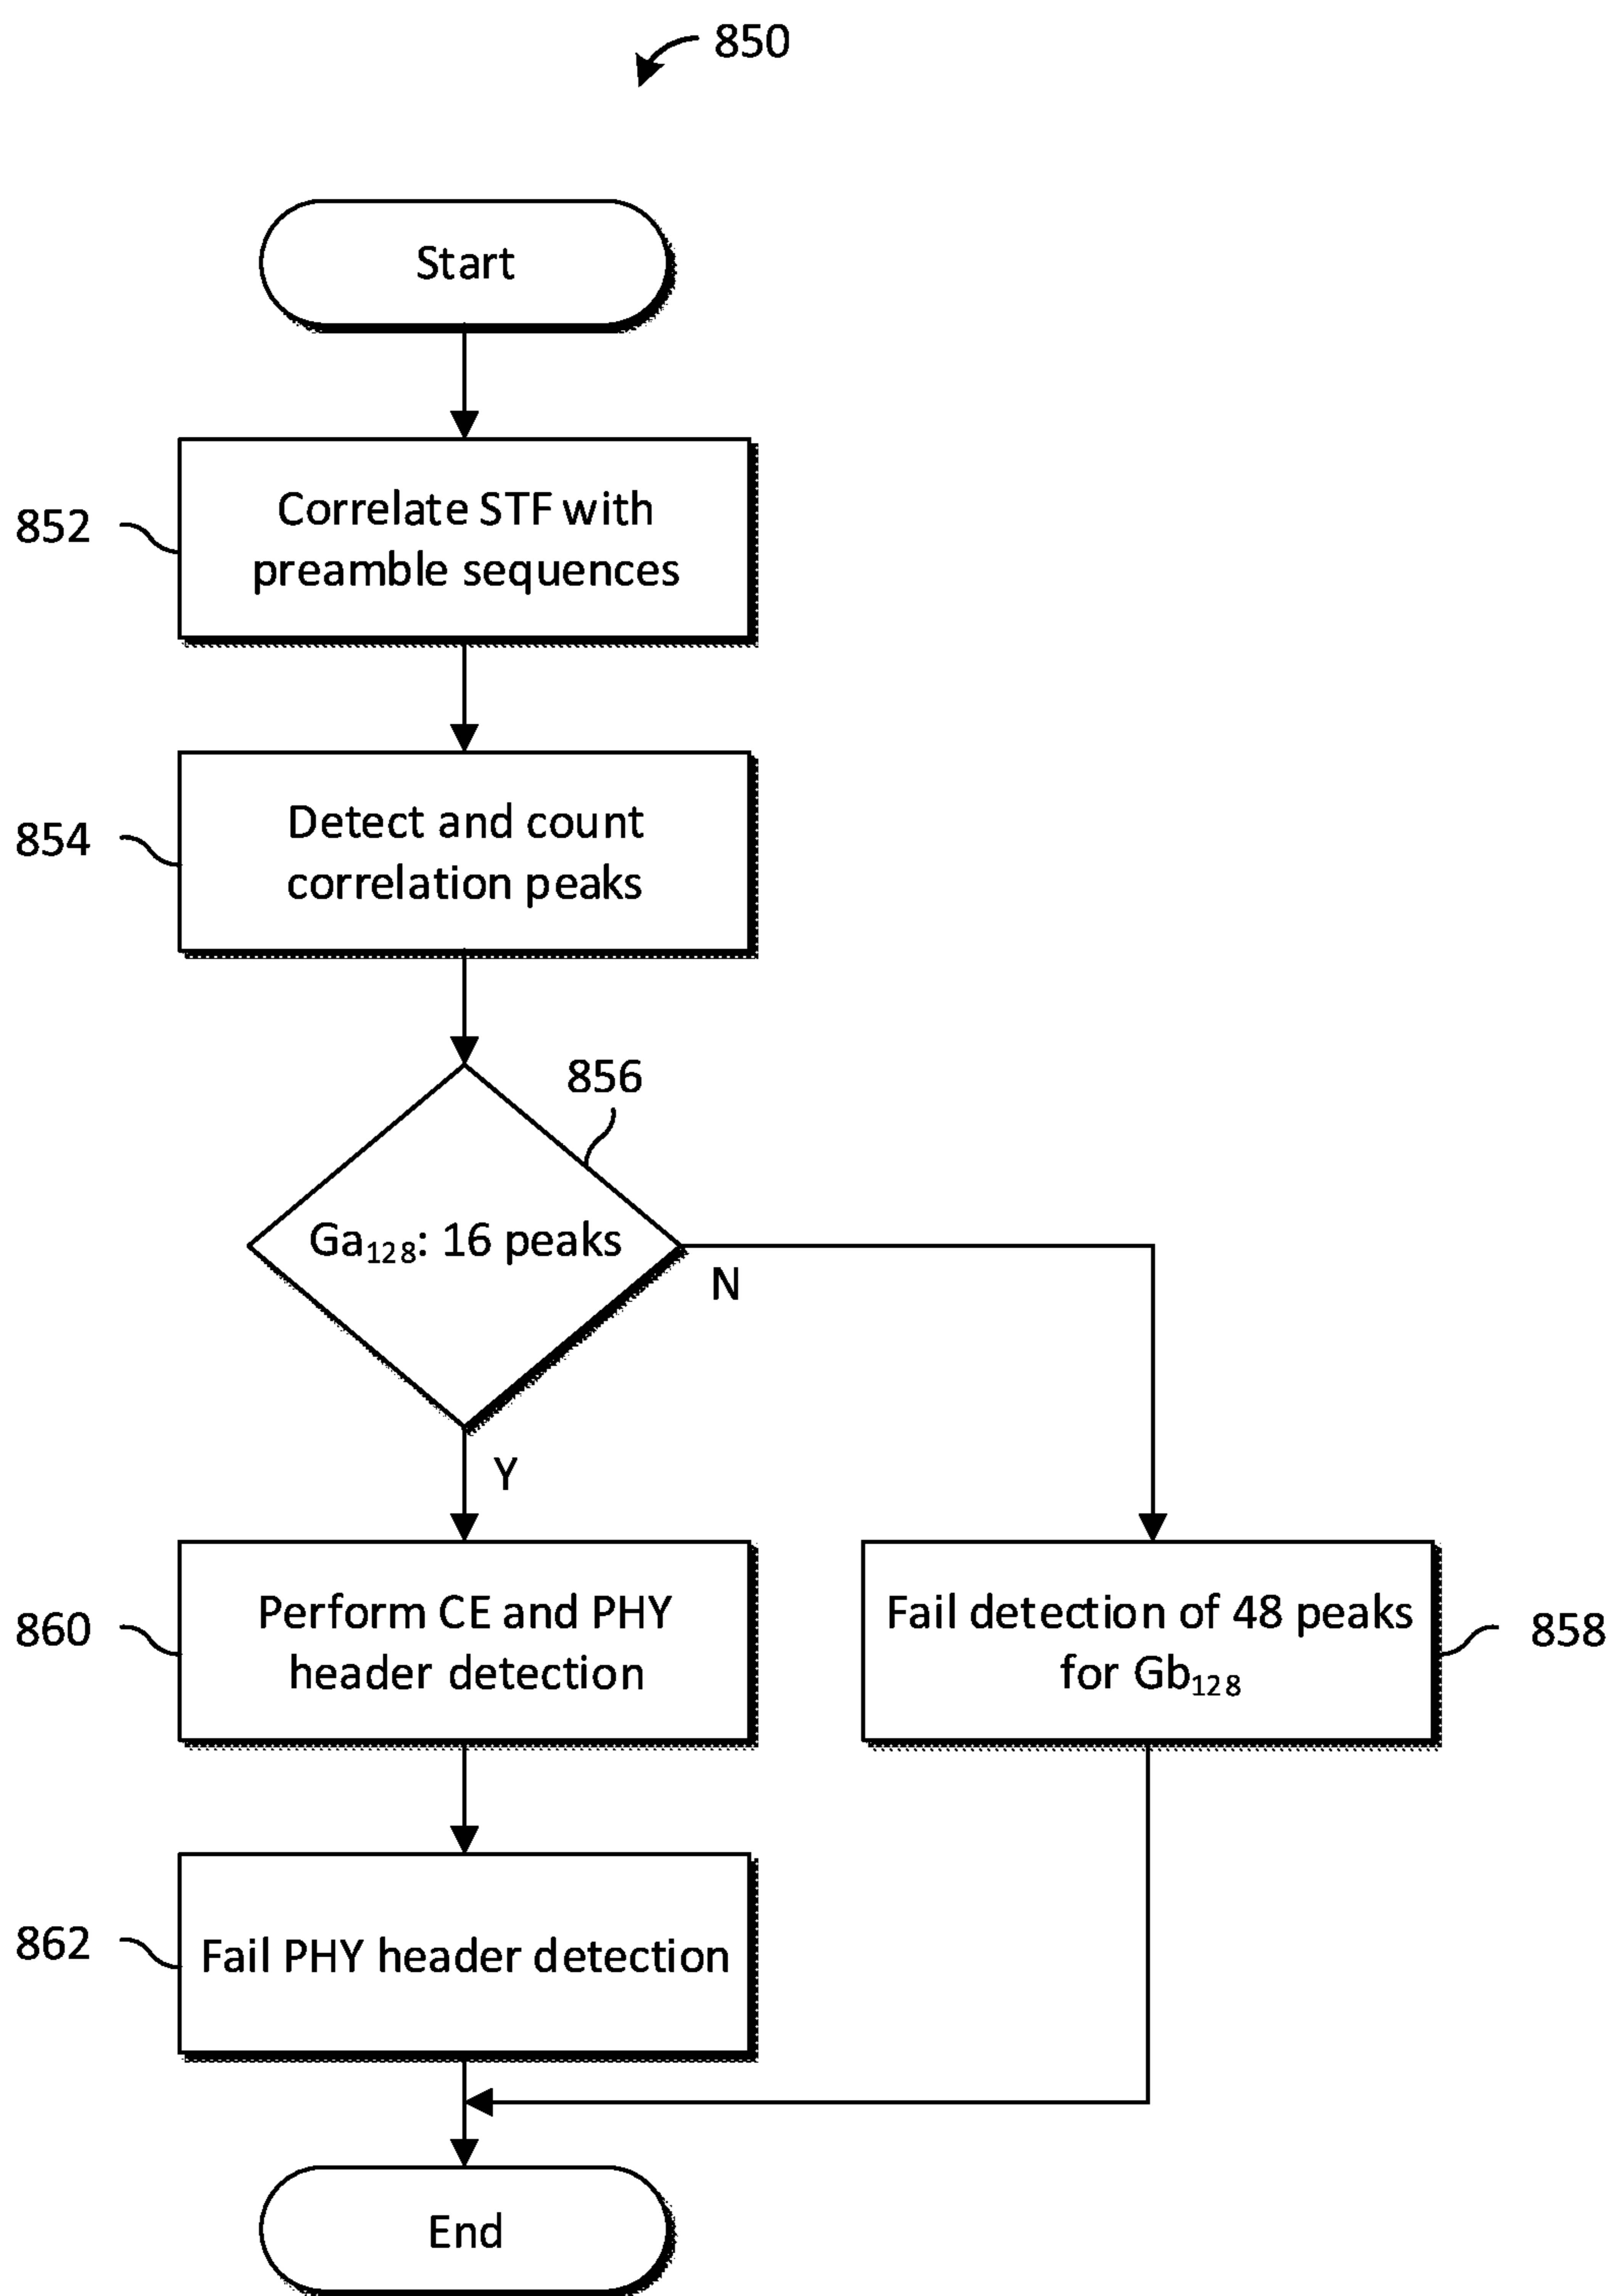 850
Start
852
Correlate STF with
preamble sequences
854
Detect and count
correlation peaks
856
Ga₁₂₈: 16 peaks
N
Y
860
Perform CE and PHY
header detection
Fail detection of 48 peaks
for Gb₁₂₈
858
862
Fail PHY header detection
End